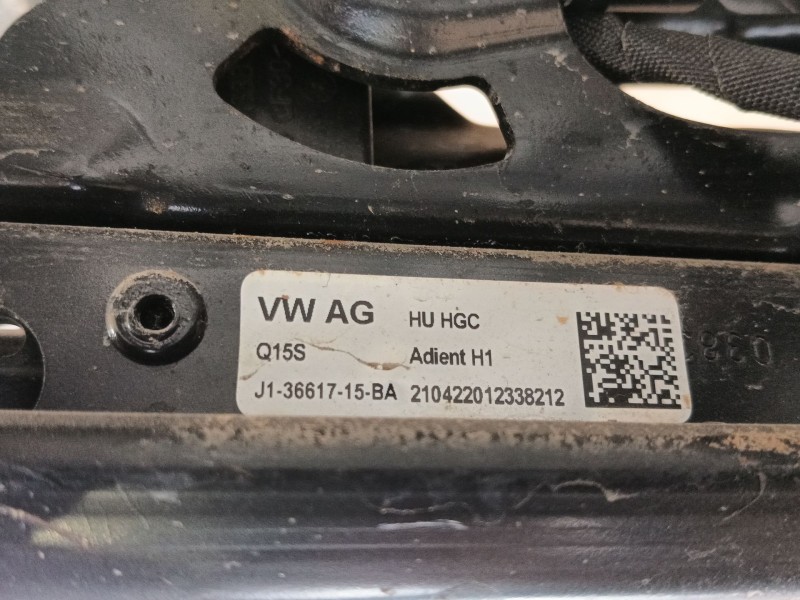 VW AG HU HGC
Q15S Adient H1
J1-36617-15-BA 210422012338212